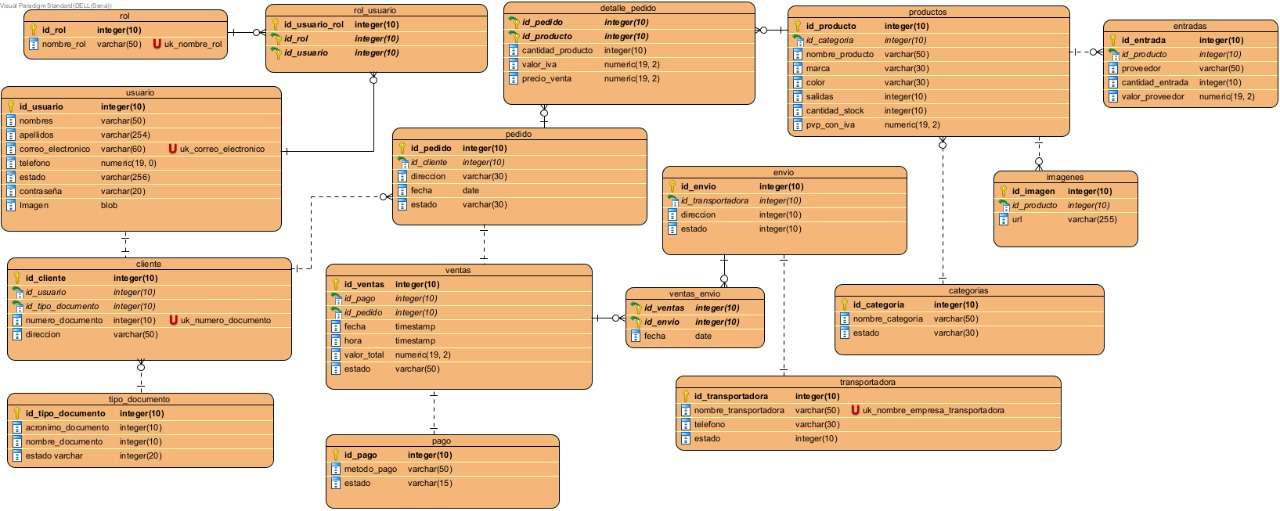 Visual Paradigm Standard(DELL(Sena))
rol
id_rol integer(10)
nombre_rol varchar(50) U uk_nombre_rol
rol_usuario
id_usuario_rol integer(10)
id_rol integer(10)
id_usuario integer(10)
detalle_pedido
id_pedido integer(10)
id_producto integer(10)
cantidad_producto integer(10)
valor_iva numeric(19, 2)
precio_venta numeric(19, 2)
productos
id_producto integer(10)
id_categoria integer(10)
nombre_producto varchar(50)
marca varchar(30)
color varchar(30)
salidas integer(10)
cantidad_stock integer(10)
pvp_con_iva numeric(19, 2)
entradas
id_entrada integer(10)
id_producto integer(10)
proveedor varchar(50)
cantidad_entrada integer(10)
valor_proveedor numeric(19, 2)
usuario
id_usuario integer(10)
nombres varchar(50)
apellidos varchar(254)
correo_electronico varchar(60) U uk_correo_electronico
telefono numeric(19, 0)
estado varchar(256)
contraseña varchar(20)
Imagen blob
pedido
id_pedido integer(10)
id_cliente integer(10)
direccion varchar(30)
fecha date
estado varchar(30)
envio
id_envio integer(10)
id_transportadora integer(10)
direccion integer(10)
estado integer(10)
imagenes
id_imagen integer(10)
id_producto integer(10)
url varchar(255)
cliente
id_cliente integer(10)
id_usuario integer(10)
id_tipo_documento integer(10)
numero_documento integer(10) U uk_numero_documento
direccion varchar(50)
ventas
id_ventas integer(10)
id_pago integer(10)
id_pedido integer(10)
fecha timestamp
hora timestamp
valor_total numeric(19, 2)
estado varchar(50)
ventas_envio
id_ventas integer(10)
id_envio integer(10)
fecha date
categorias
id_categoria integer(10)
nombre_categoria varchar(50)
estado varchar(30)
tipo_documento
id_tipo_documento integer(10)
acronimo_documento integer(10)
nombre_documento integer(10)
estado varchar integer(20)
pago
id_pago integer(10)
metodo_pago varchar(50)
estado varchar(15)
transportadora
id_transportadora integer(10)
nombre_transportadora varchar(50) U uk_nombre_empresa_transportadora
telefono varchar(30)
estado integer(10)